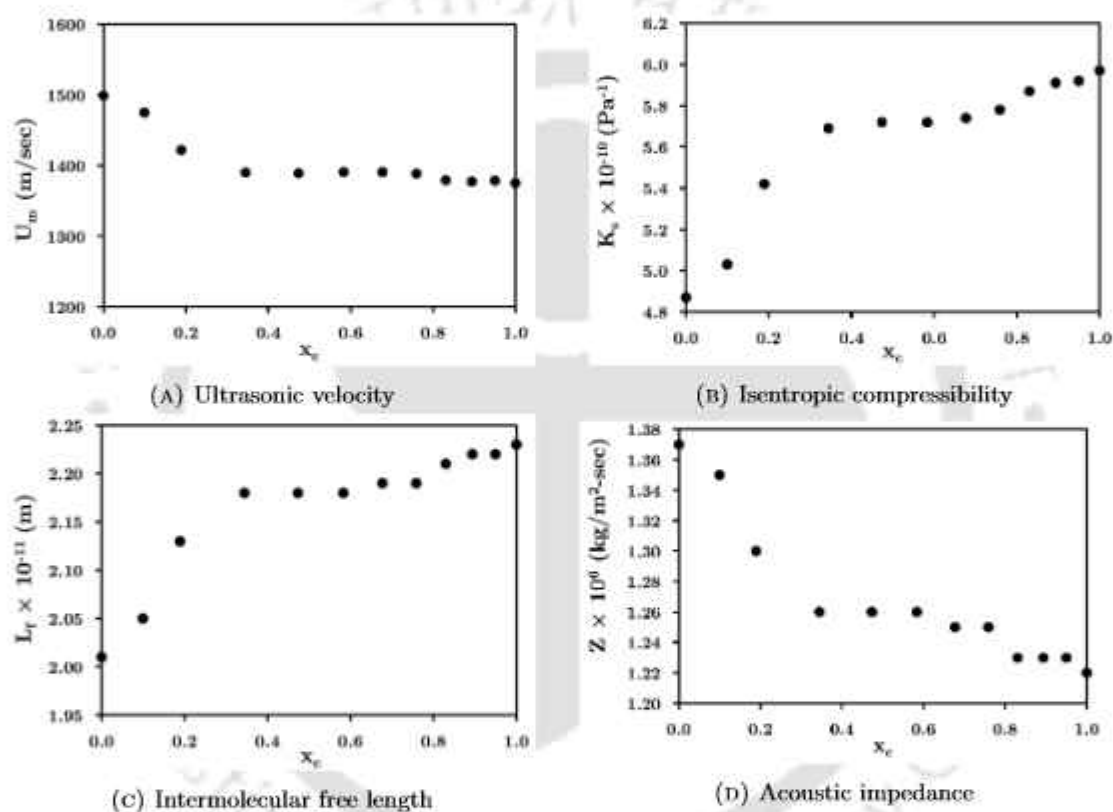 1600
1500
1400
1300
1200
U_m (m/sec)
0.0 0.2 0.4 0.6 0.8 1.0
x_c
(A) Ultrasonic velocity
6.2
6.0
5.8
5.6
5.4
5.2
5.0
4.8
K_s × 10⁻¹⁰ (Pa⁻¹)
0.0 0.2 0.4 0.6 0.8 1.0
x_c
(B) Isentropic compressibility
2.25
2.20
2.15
2.10
2.05
2.00
1.95
L_f × 10⁻¹¹ (m)
0.0 0.2 0.4 0.6 0.8 1.0
x_c
(C) Intermolecular free length
1.38
1.36
1.34
1.32
1.30
1.28
1.26
1.24
1.22
1.20
Z × 10⁶ (kg/m²-sec)
0.0 0.2 0.4 0.6 0.8 1.0
x_c
(D) Acoustic impedance